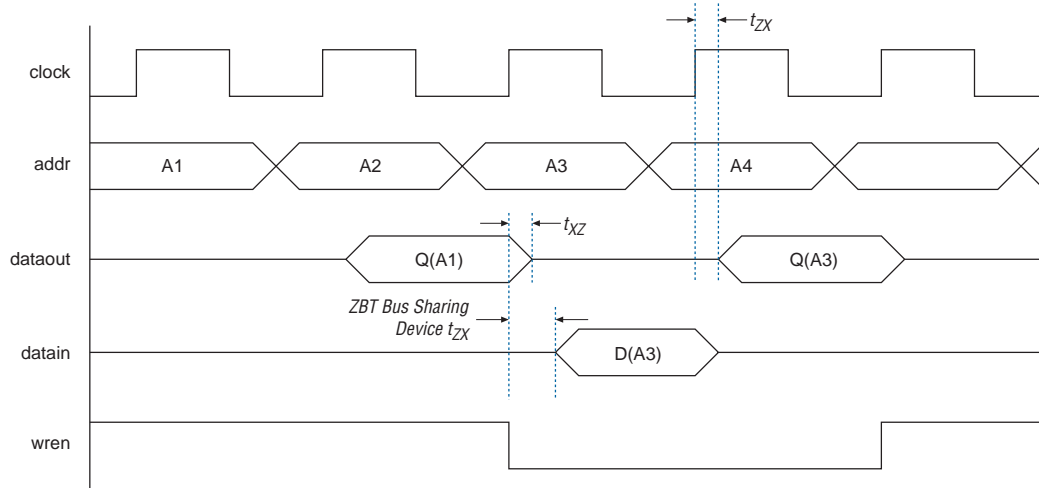 tZX
clock
addr
A1
A2
A3
A4
tXZ
dataout
Q(A1)
Q(A3)
ZBT Bus Sharing
Device tZX
datain
D(A3)
wren